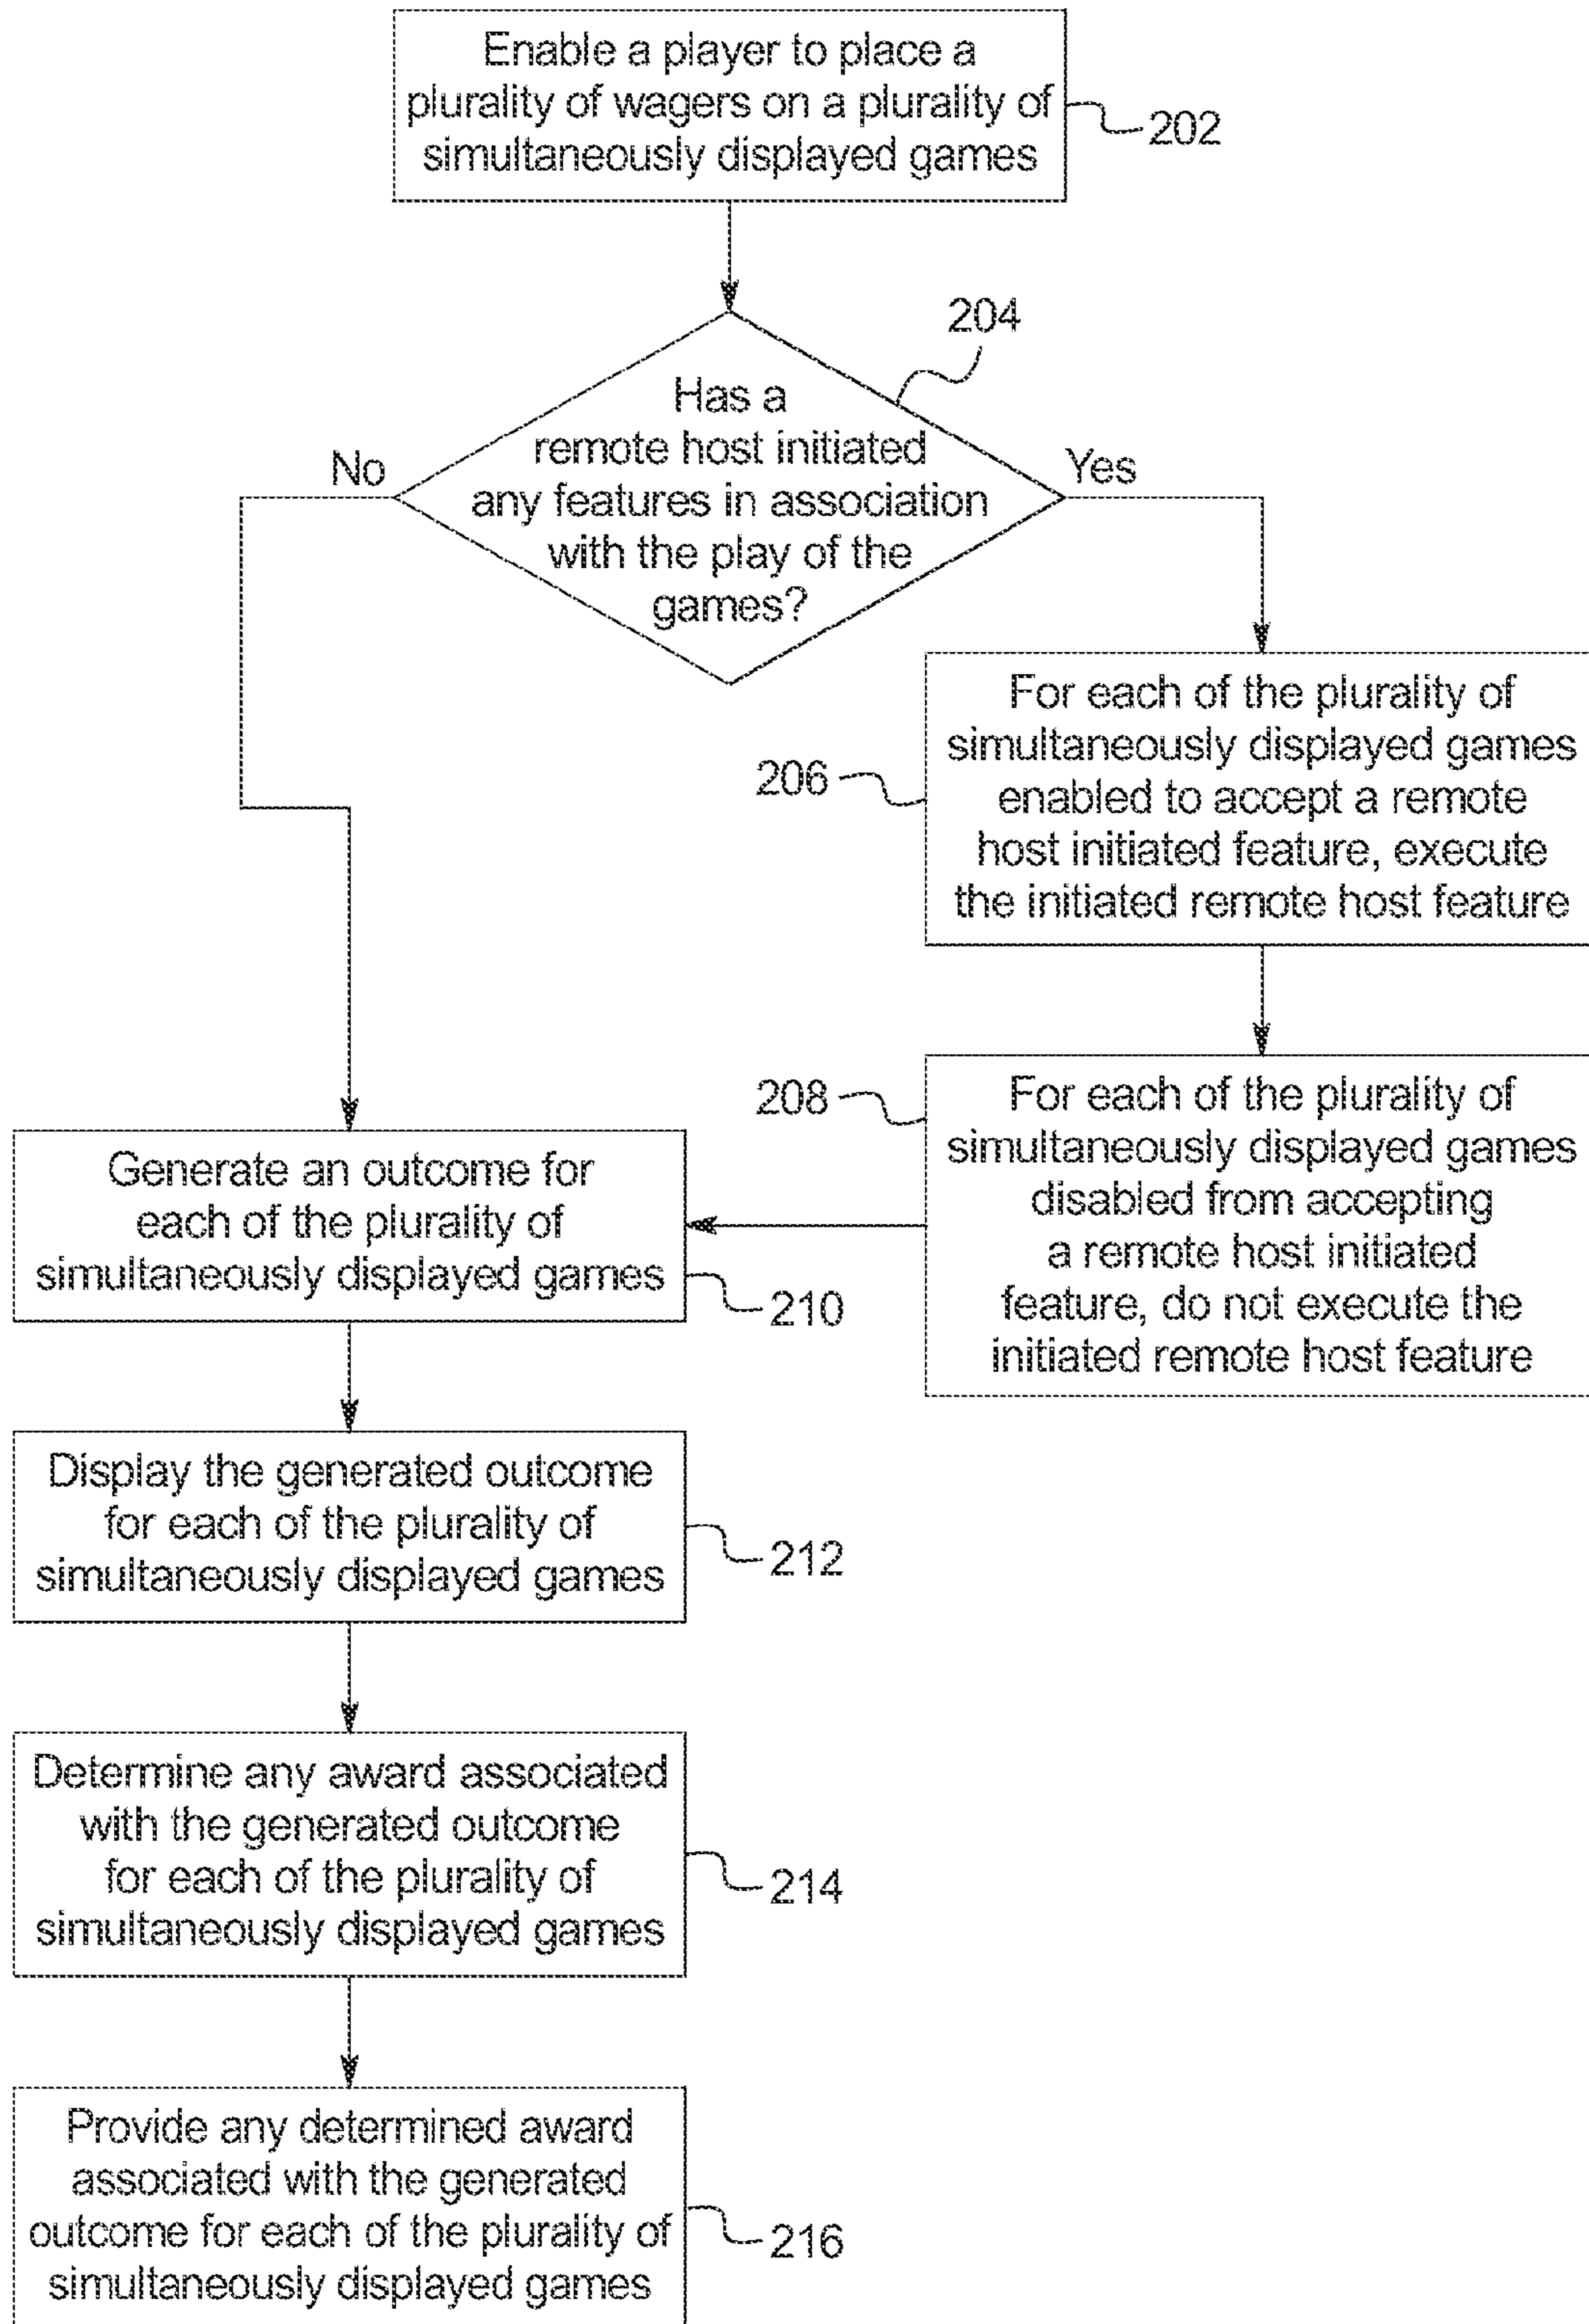 Enable a player to place a
plurality of wagers on a plurality of
simultaneously displayed games
202
204
Has a
remote host initiated
any features in association
with the play of the
games?
No
Yes
For each of the plurality of
simultaneously displayed games
enabled to accept a remote
host initiated feature, execute
the initiated remote host feature
206
208
For each of the plurality of
simultaneously displayed games
disabled from accepting
a remote host initiated
feature, do not execute the
initiated remote host feature
Generate an outcome for
each of the plurality of
simultaneously displayed games
210
Display the generated outcome
for each of the plurality of
simultaneously displayed games
212
Determine any award associated
with the generated outcome
for each of the plurality of
simultaneously displayed games
214
Provide any determined award
associated with the generated
outcome for each of the plurality of
simultaneously displayed games
216